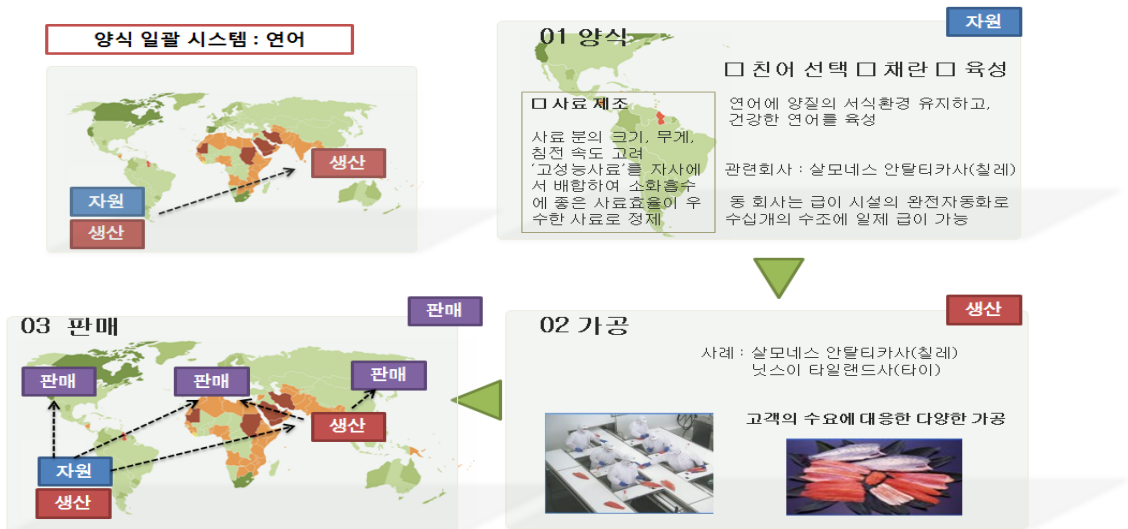 양식 일괄 시스템 : 연어
생산
자원
생산
자원
01 양식
□ 친어 선택 □ 채란 □ 육성
□ 사료 제조
사료 분의 크기, 무게,
침전 속도 고려
‘고성능사료’를 자사에
서 배합하여 소화흡수
에 좋은 사료효율이 우
수한 사료로 정제
연어에 양질의 서식환경 유지하고,
건강한 연어를 육성
관련회사 : 살모네스 안탈티카사(칠레)
동 회사는 급이 시설의 완전자동화로
수십개의 수조에 일제 급이 가능
생산
02 가공
사례 : 살모네스 안탈티카사(칠레)
닛스이 타일랜드사(타이)
고객의 수요에 대응한 다양한 가공
판매
03 판매
판매
판매
판매
생산
자원
생산